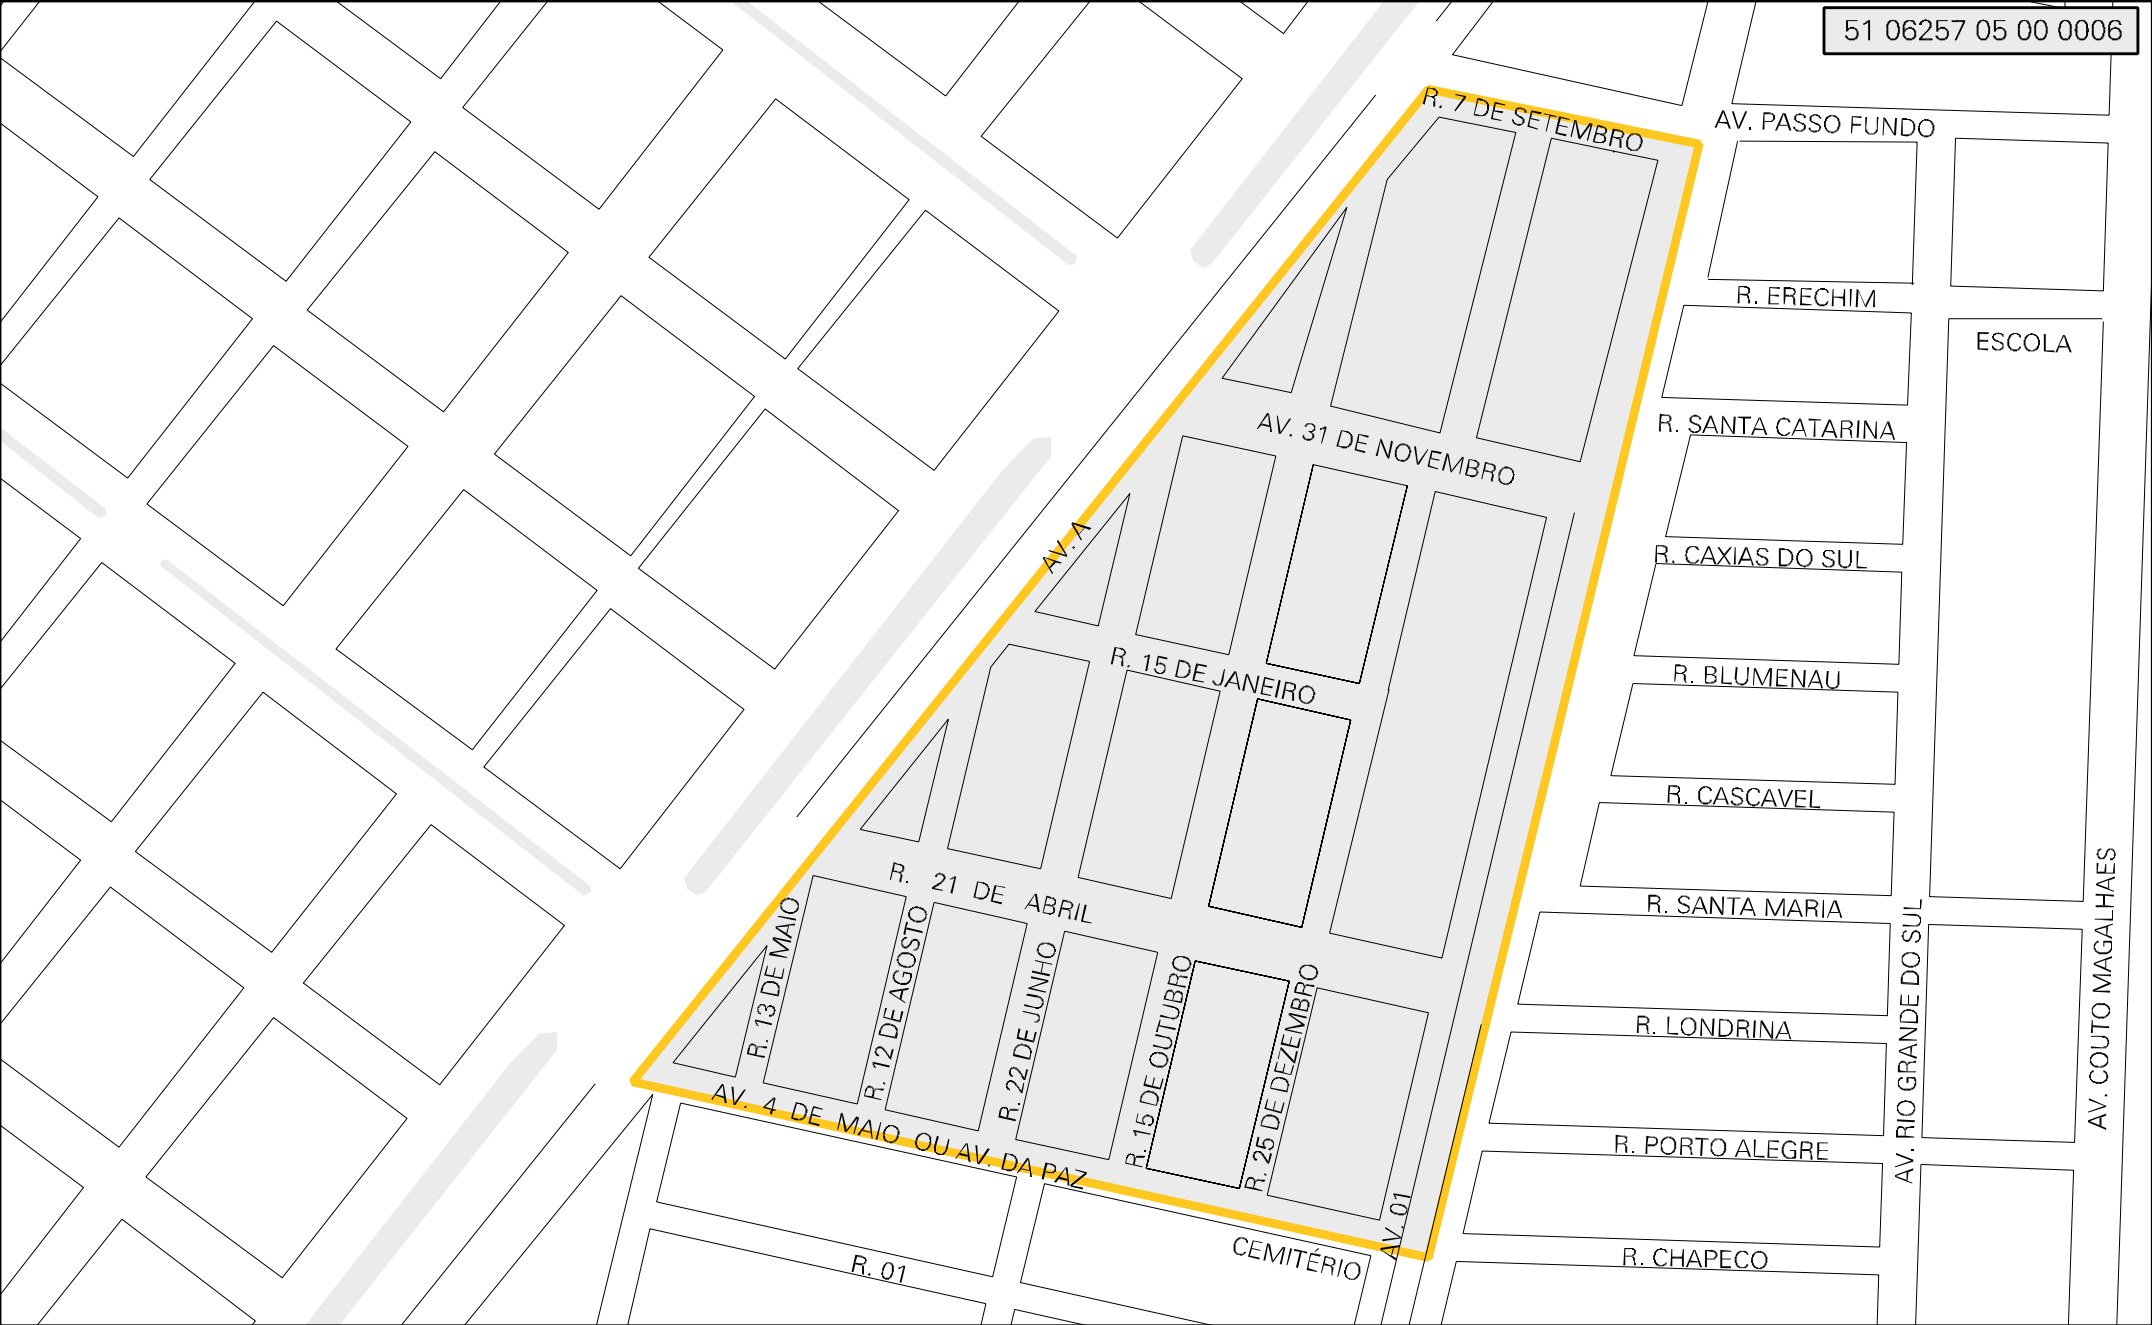 51 06257 05 00 0006
R. 7 DE SETEMBRO
AV. PASSO FUNDO
R. ERECHIM
ESCOLA
R. SANTA CATARINA
AV. 31 DE NOVEMBRO
AV. A
R. CAXIAS DO SUL
R. 15 DE JANEIRO
R. BLUMENAU
R. CASCAVEL
R. 21 DE ABRIL
R. SANTA MARIA
R. 13 DE MAIO
R. 12 DE AGOSTO
R. 22 DE JUNHO
R. 15 DE OUTUBRO
R. 25 DE DEZEMBRO
AV. RIO GRANDE DO SUL
AV. COUTO MAGALHAES
R. LONDRINA
AV. 4 DE MAIO OU AV. DA PAZ
R. PORTO ALEGRE
AV. 01
CEMITÉRIO
R. CHAPECO
R. 01